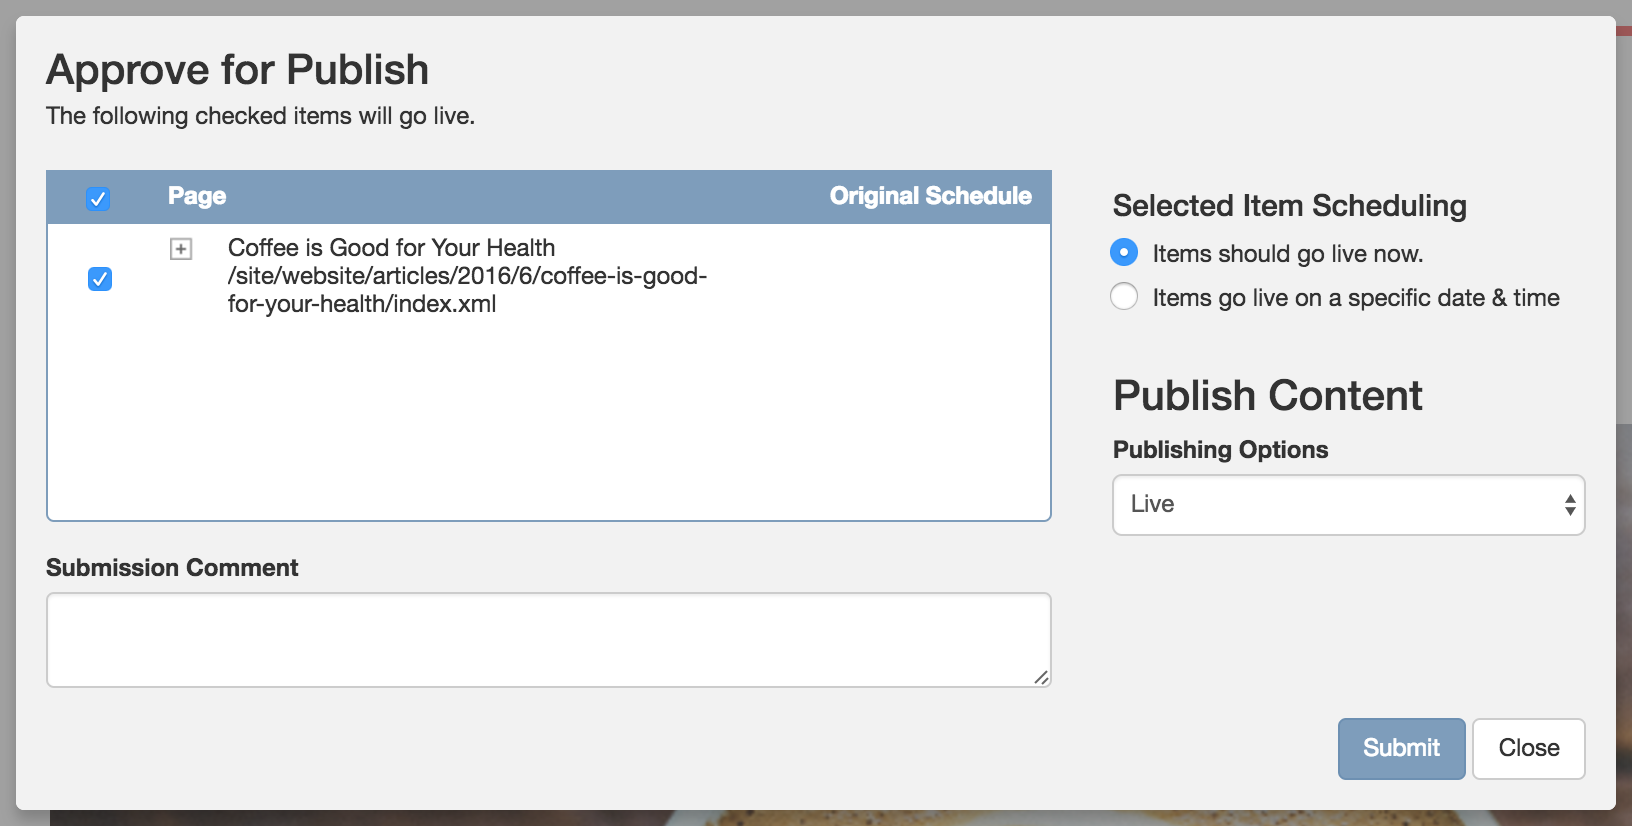 Approve for Publish
The following checked items will go live.
Page
Original Schedule
Coffee is Good for Your Health
/site/website/articles/2016/6/coffee-is-good-
for-your-health/index.xml
Submission Comment
Selected Item Scheduling
Items should go live now.
Items go live on a specific date & time
Publish Content
Publishing Options
Live
Submit
Close